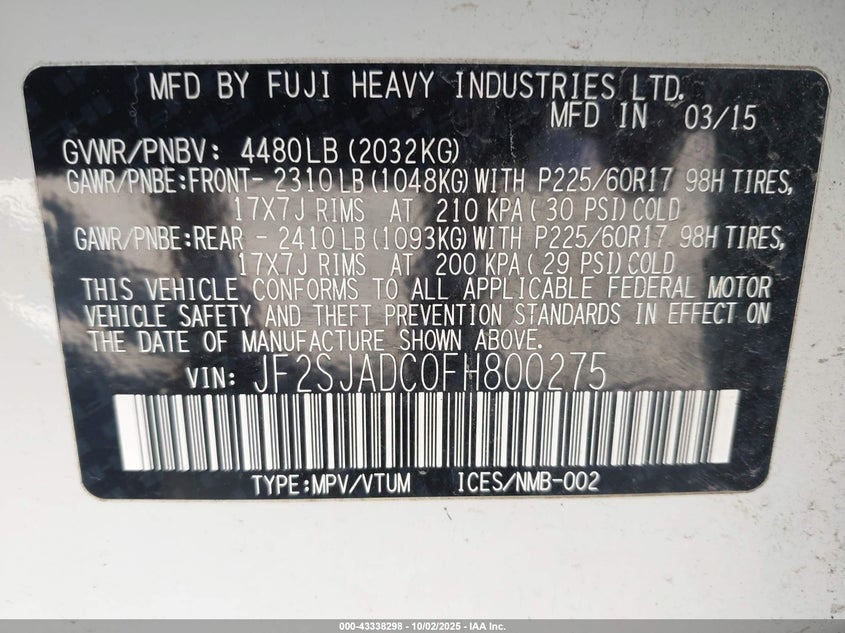 MFD BY FUJI HEAVY INDUSTRIES LTD.
MFD IN 03/15
GVWR/PNBV: 4480LB(2032KG)
GAWR/PNBE:FRONT- 2310LB(1048KG)WITH P225/60R17 98H TIRES,
17X7J RIMS AT 210 KPA(30 PSI)COLD
GAWR/PNBE:REAR - 2410LB(1093KG)WITH P225/60R17 98H TIRES,
17X7J RIMS AT 200 KPA(29 PSI)COLD
THIS VEHICLE CONFORMS TO ALL APPLICABLE FEDERAL MOTOR
VEHICLE SAFETY AND THEFT PREVENTION STANDARDS IN EFFECT ON
THE DATE OF MANUFACTURE SHOWN ABOVE.
VIN: JF2SJADC0FH800275
TYPE:MPV/VTUM ICES/NMB-002
000-43338298 - 10/02/2025 - IAA Inc.